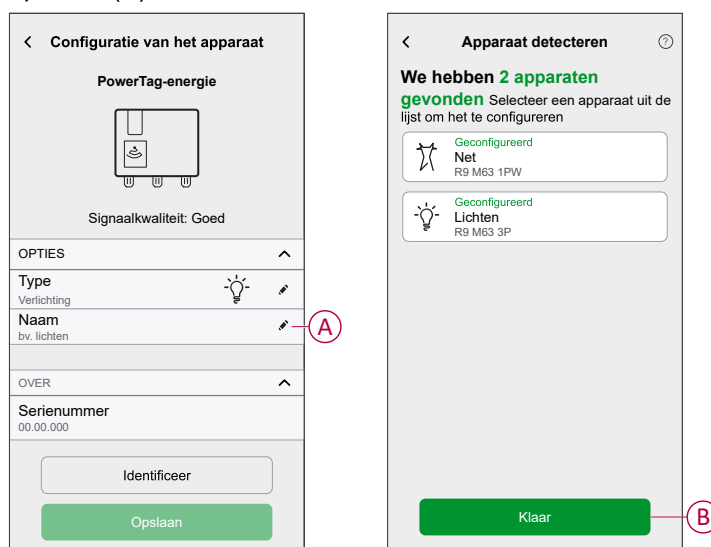 Configuratie van het apparaat
PowerTag-energie
Signaalkwaliteit: Goed
OPTIES
Type
Verlichting
Naam
bv. lichten
A
OVER
Serienummer
00.00.000
Identificeer
Opslaan
Apparaat detecteren
?
We hebben 2 apparaten
gevonden Selecteer een apparaat uit de
lijst om het te configureren
Geconfigureerd
Net
R9 M63 1PW
Geconfigureerd
Lichten
R9 M63 3P
Klaar
B